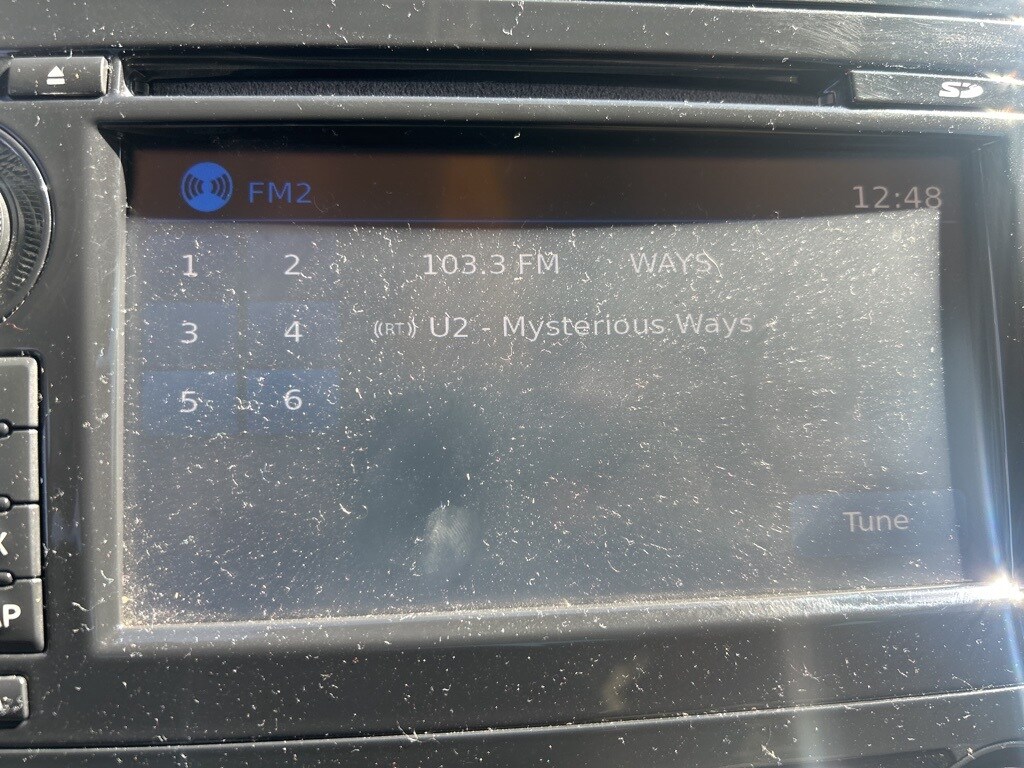 SD
FM2 12:48
1 2 103.3 FM WAYS
3 4 RT U2 - Mysterious Ways
5 6
Tune